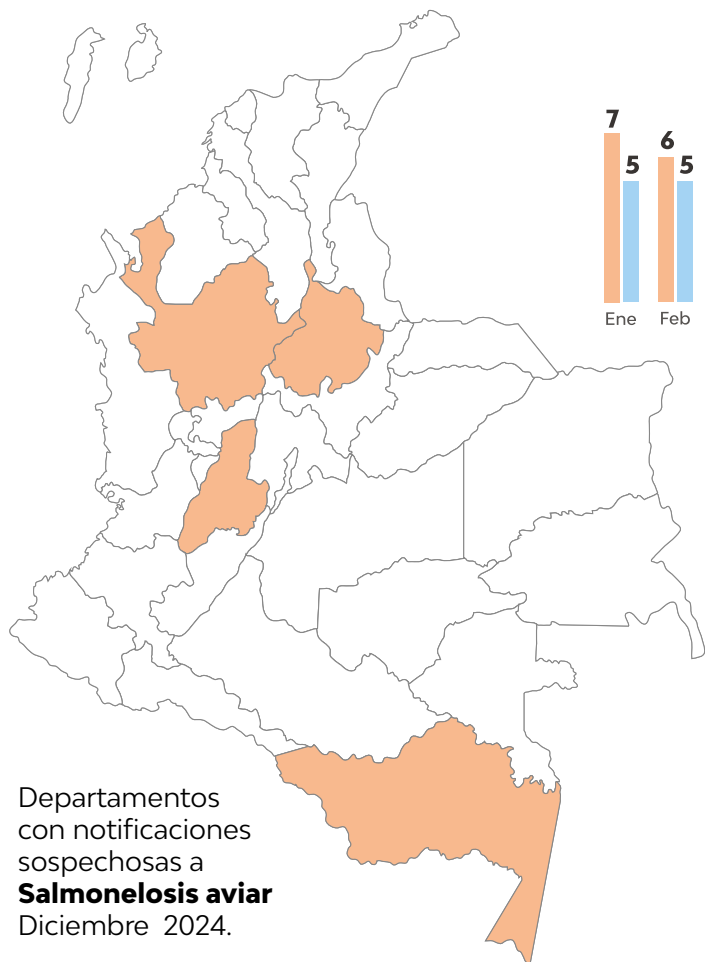 7
5
6
5
Ene
Feb
Departamentos
con notificaciones
sospechosas a
Salmonelosis aviar
Diciembre 2024.